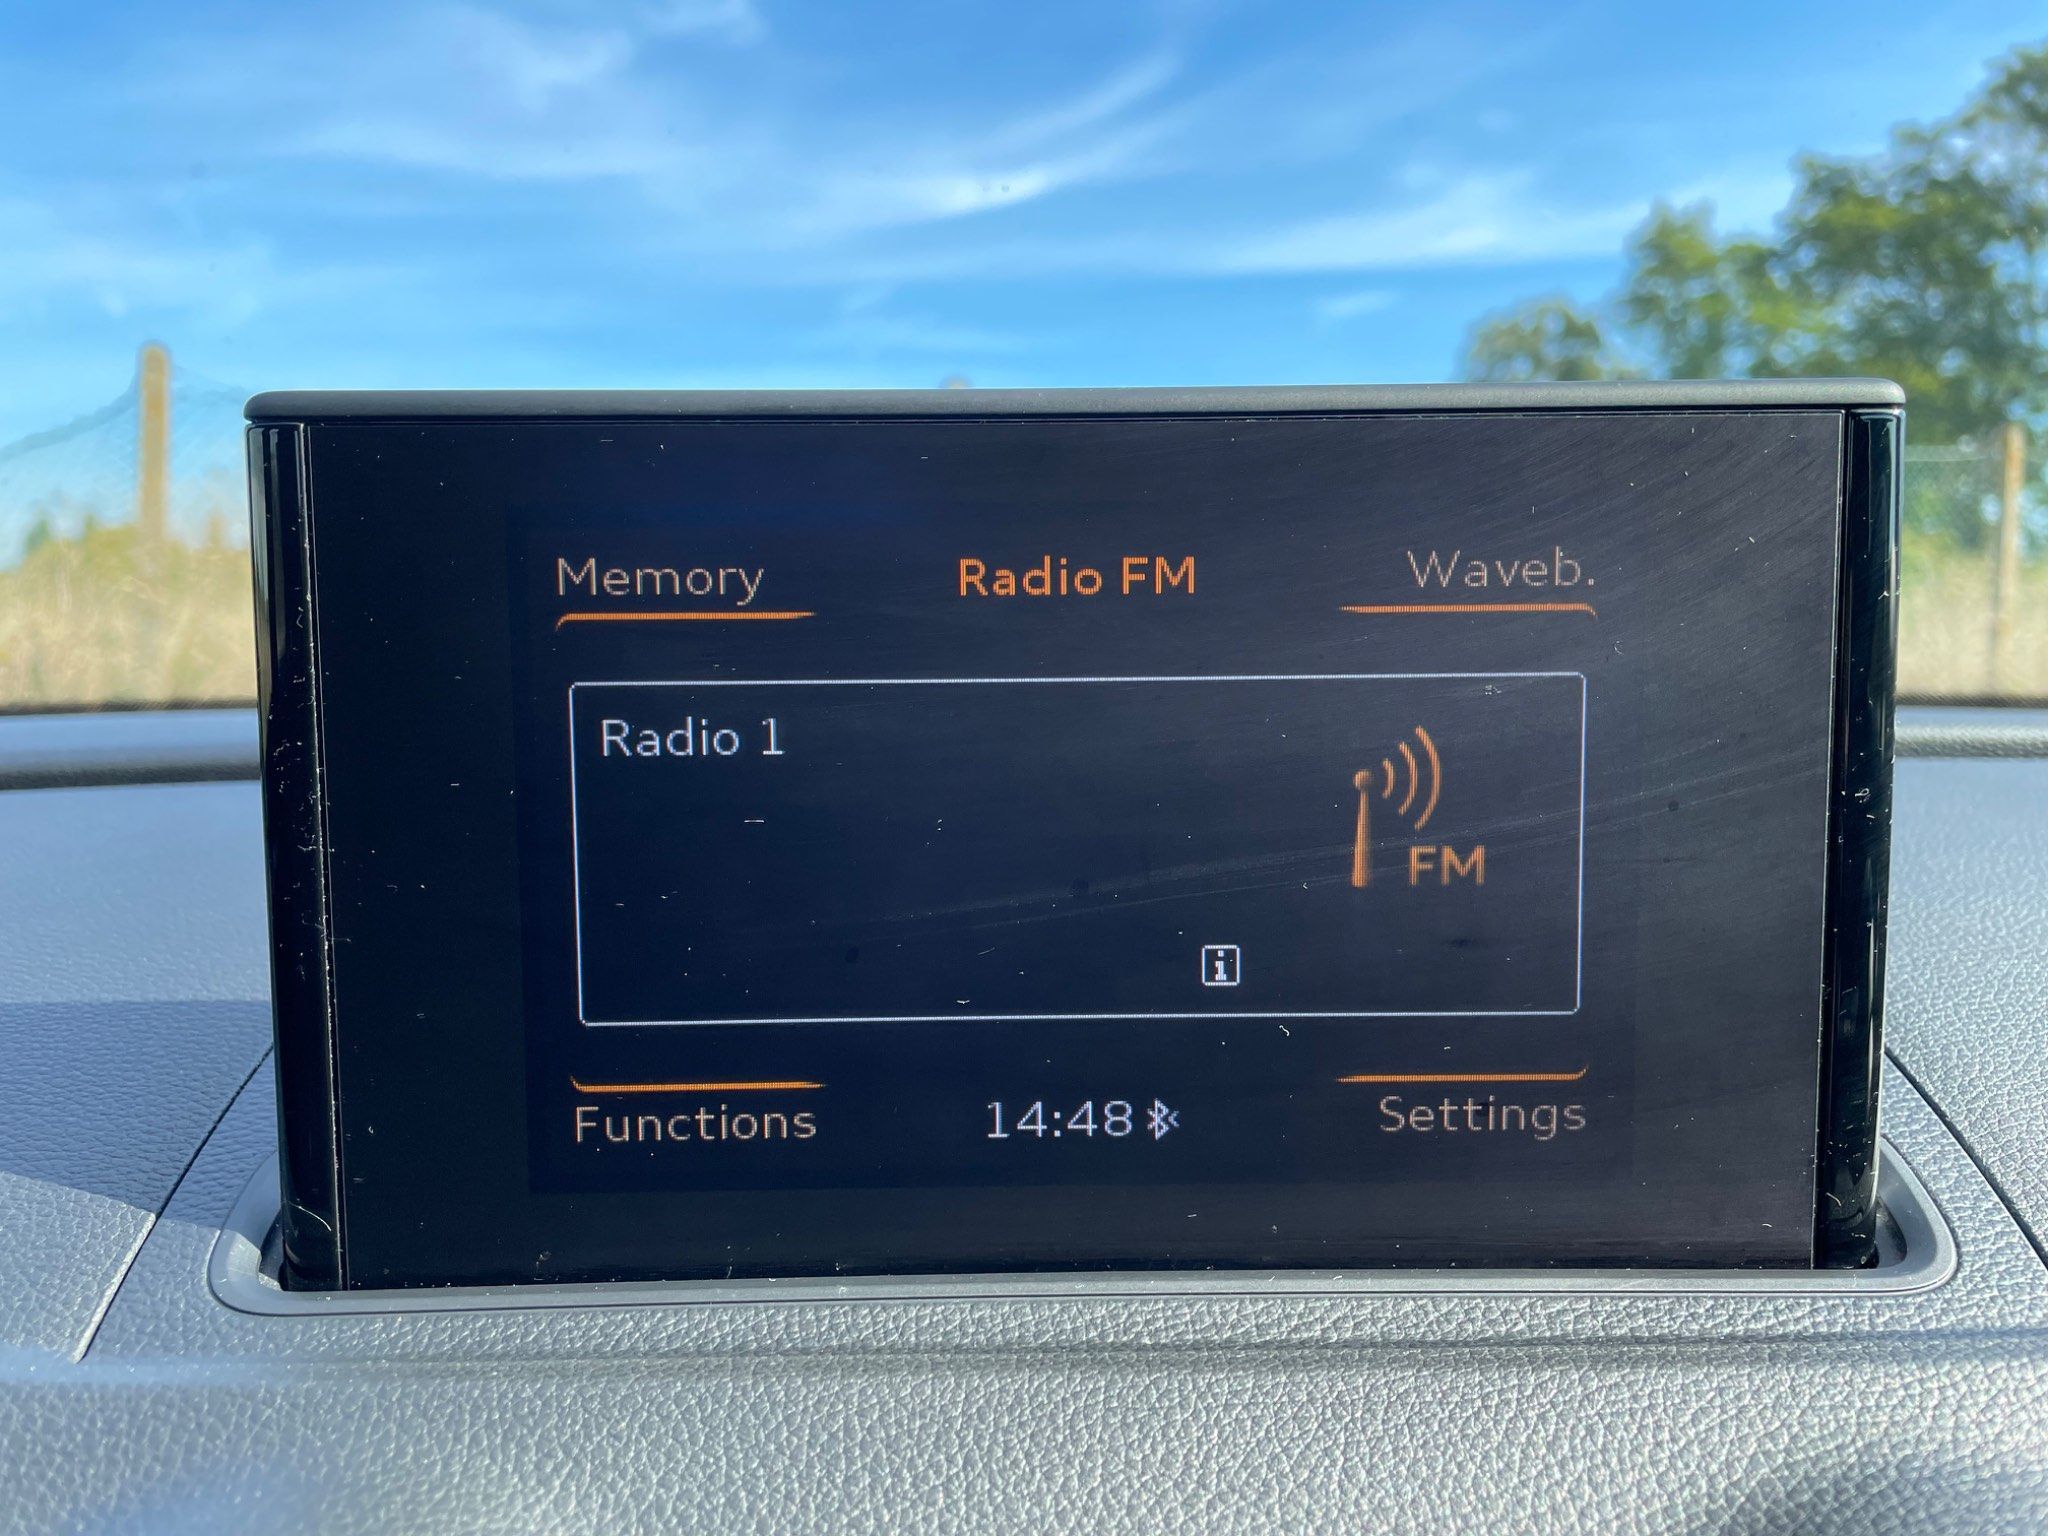 Memory Radio FM Waveb.
Radio 1
FM
i
Functions 14:48 Settings